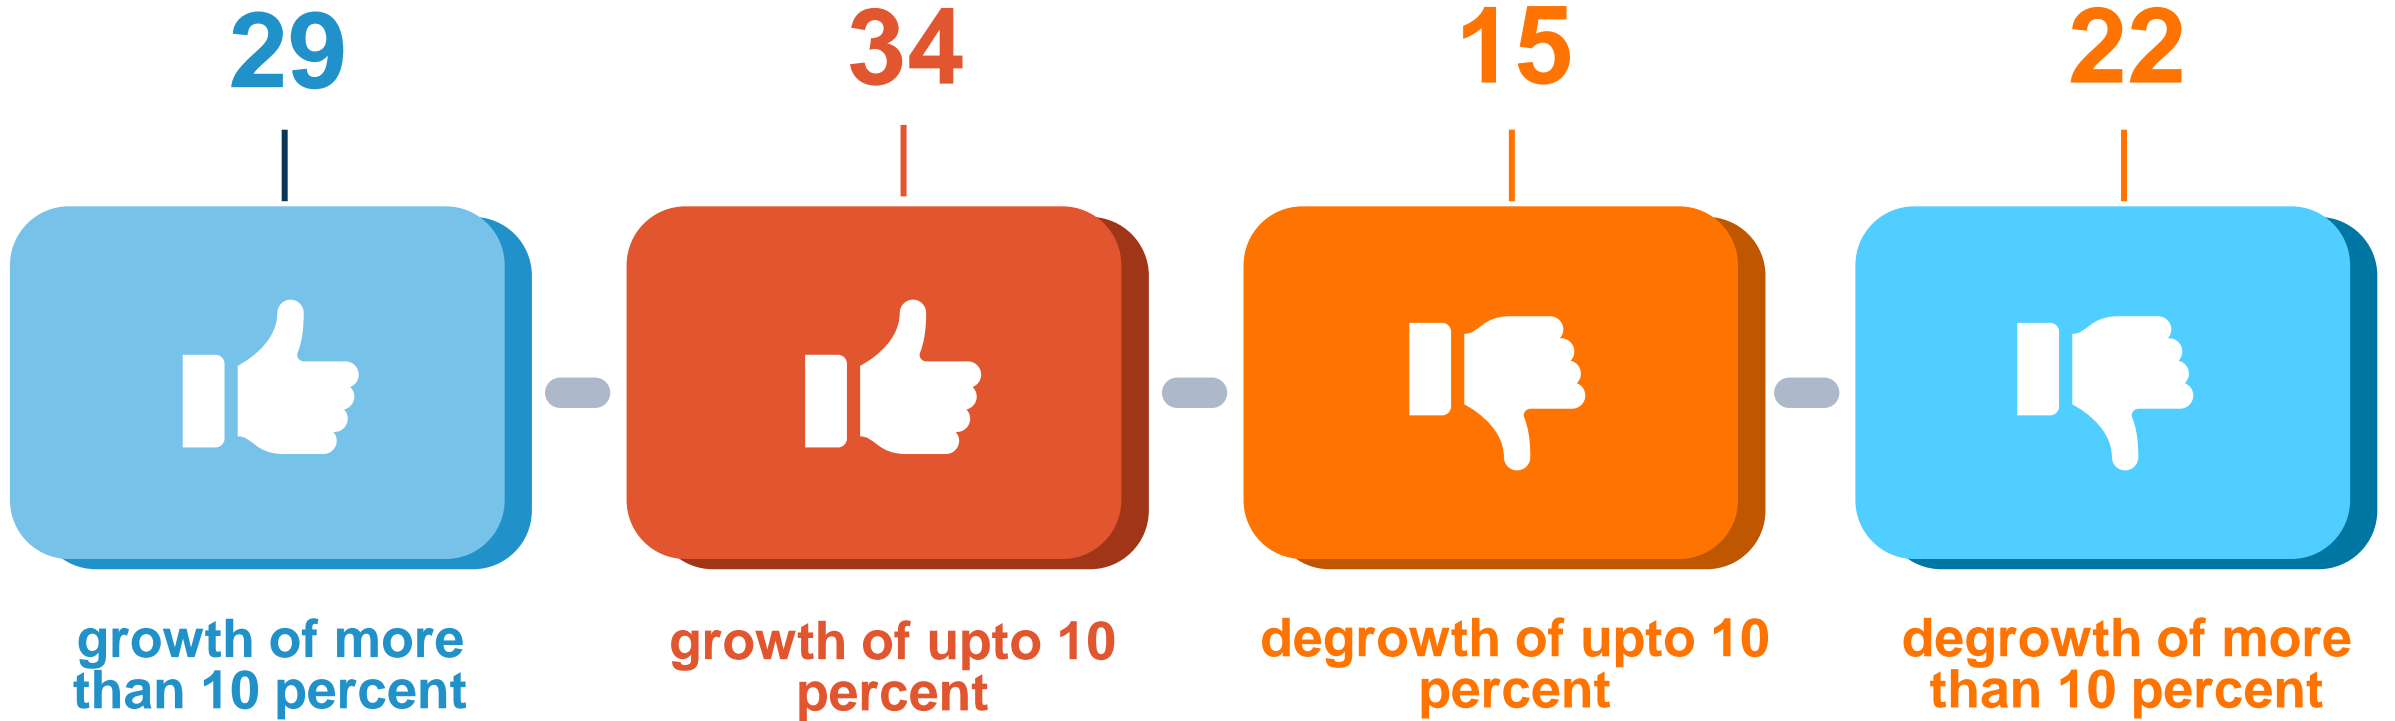 29
34
15
22
growth of more
than 10 percent
growth of upto 10
percent
degrowth of upto 10
percent
degrowth of more
than 10 percent